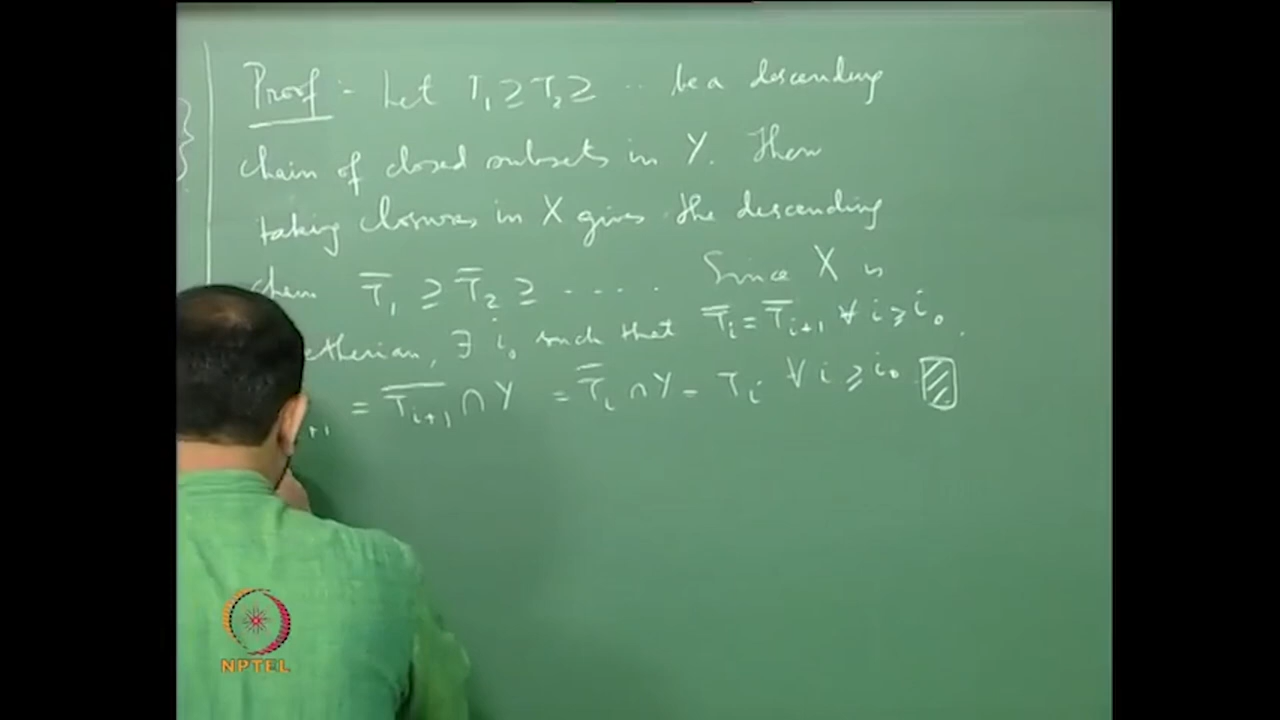 Proof :- Let T₁ ≥ T₂ ≥ ... be a descending
chain of closed subsets in Y. Then
taking closures in X gives the descending
chain T̅₁ ≥ T̅₂ ≥ ..... Since X is
etherian, ∃ i₀ such that T̅ᵢ = T̅ᵢ₊₁ ∀ i ≥ i₀.
+1 = T̅ᵢ₊₁ ∩ Y = T̅ᵢ ∩ Y = Tᵢ ∀ i ≥ i₀
NPTEL